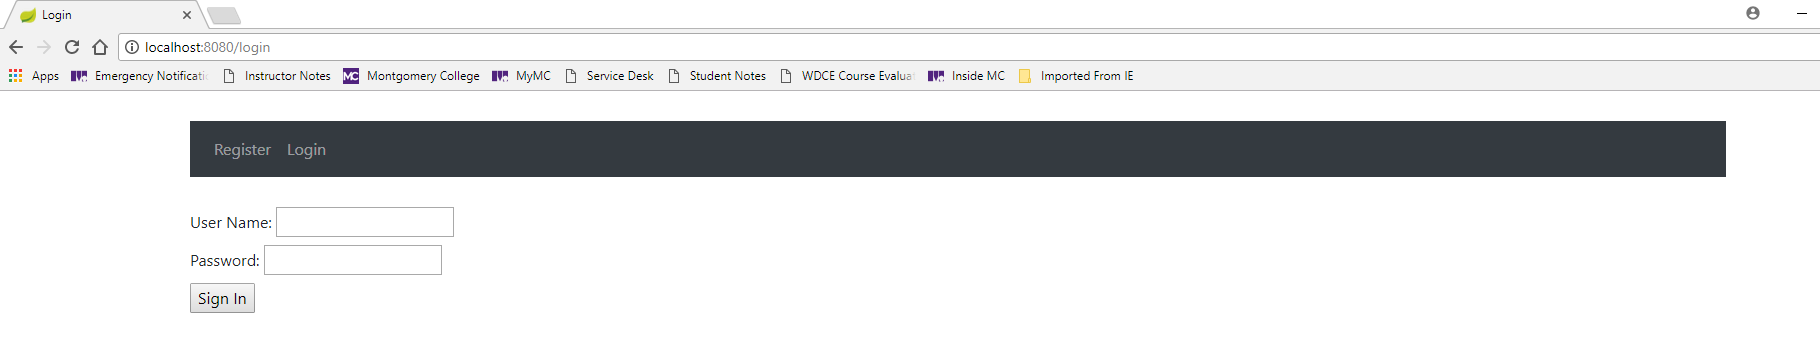 Login
localhost:8080/login
Apps Emergency Notificati Instructor Notes MC Montgomery College MyMC Service Desk Student Notes WDCE Course Evalua Inside MC Imported From IE
Register Login
User Name:
Password:
Sign In